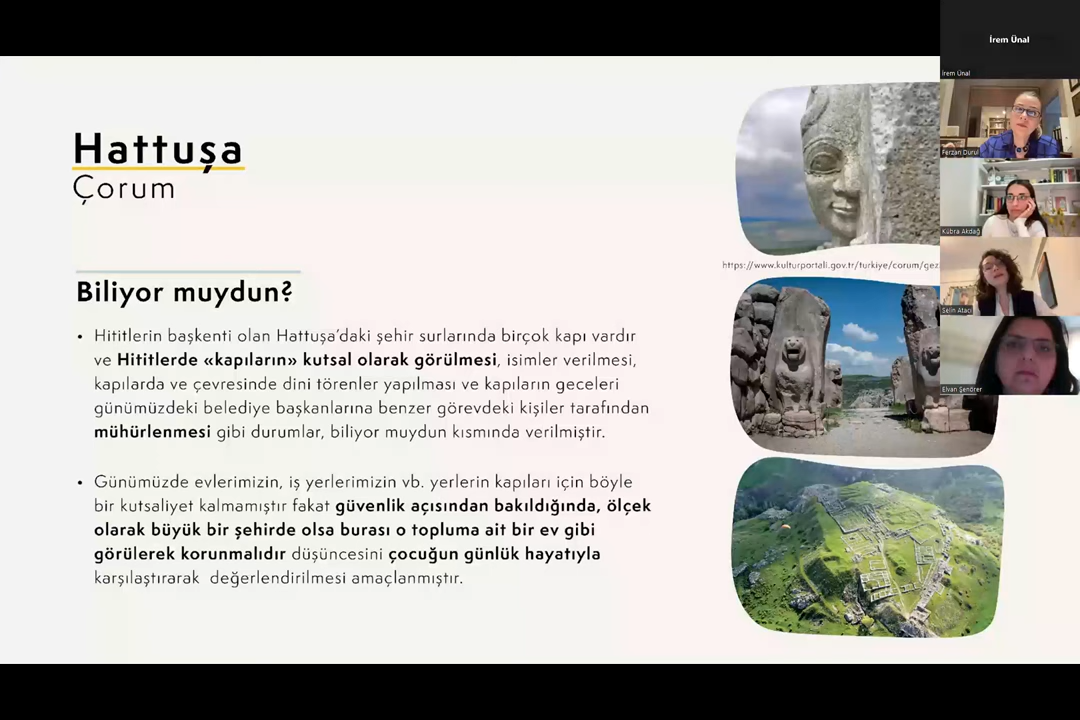 Hattuşa
Çorum
Biliyor muydun?
• Hititlerin başkenti olan Hattuşa'daki şehir surlarında birçok kapı vardır
ve Hititlerde «kapıların» kutsal olarak görülmesi, isimler verilmesi,
kapılarda ve çevresinde dini törenler yapılması ve kapıların geceleri
günümüzdeki belediye başkanlarına benzer görevdeki kişiler tarafından
mühürlenmesi gibi durumlar, biliyor muydun kısmında verilmiştir.
• Günümüzde evlerimizin, iş yerlerimizin vb. yerlerin kapıları için böyle
bir kutsaliyet kalmamıştır fakat güvenlik açısından bakıldığında, ölçek
olarak büyük bir şehirde olsa burası o topluma ait bir ev gibi
görülerek korunmalıdır düşüncesini çocuğun günlük hayatıyla
karşılaştırarak değerlendirilmesi amaçlanmıştır.
https://www.kulturportali.gov.tr/turkiye/corum/gez
İrem Ünal
İrem Ünal
Ferzan Durul
Kübra Akdağ
Selin Atacı
Elvan Şenörer